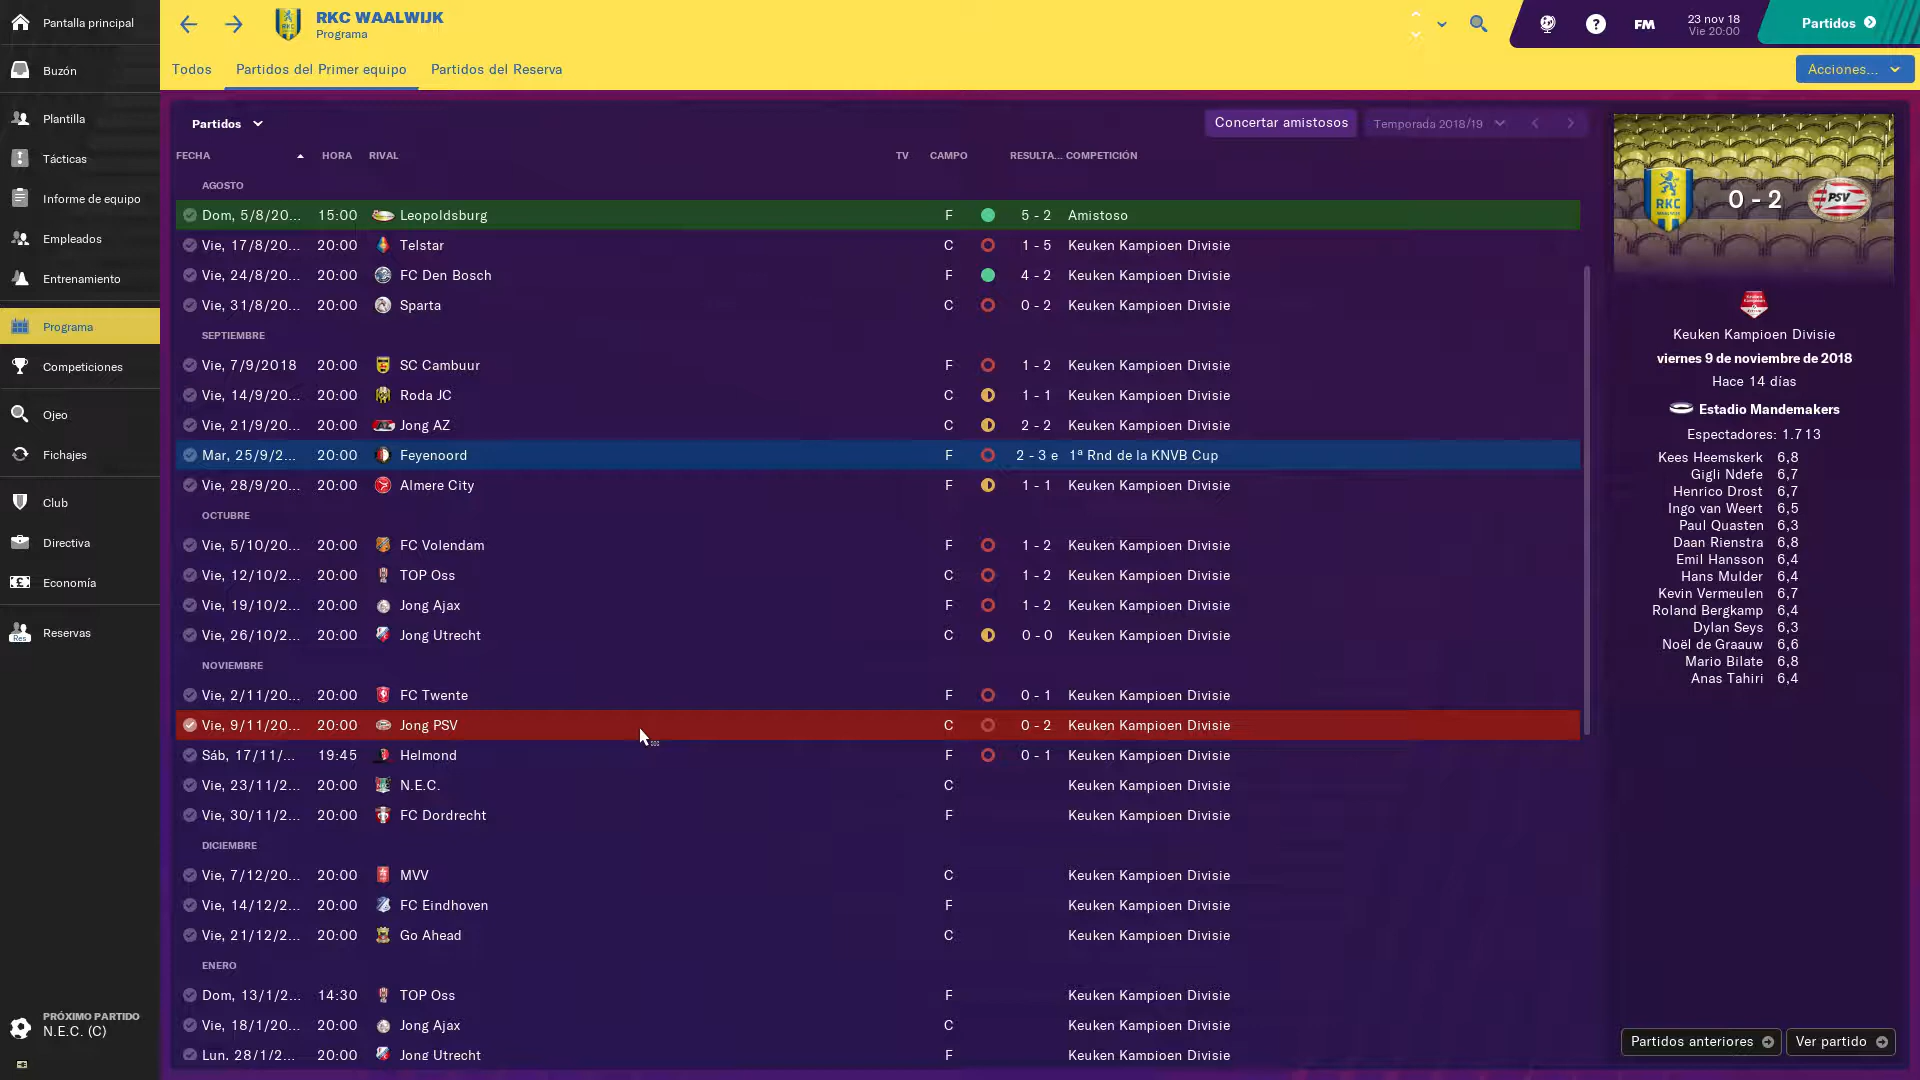 Pantalla principal
Buzón
Plantilla
Tácticas
Informe de equipo
Empleados
Entrenamiento
Programa
Competiciones
Ojeo
Fichajes
Club
Directiva
Economía
Res
Reservas
PRÓXIMO PARTIDO
N.E.C. (C)
RKC WAALWIJK
Programa
FM
23 nov 18
Vie 20:00
Partidos
Todos
Partidos del Primer equipo
Partidos del Reserva
Acciones...
Partidos
Concertar amistosos
Temporada 2018/19
FECHA HORA RIVAL TV CAMPO RESULTA... COMPETICIÓN
AGOSTO
Dom, 5/8/20... 15:00 Leopoldsburg F 5 - 2 Amistoso
Vie, 17/8/20... 20:00 Telstar C 1 - 5 Keuken Kampioen Divisie
Vie, 24/8/20... 20:00 FC Den Bosch F 4 - 2 Keuken Kampioen Divisie
Vie, 31/8/20... 20:00 Sparta C 0 - 2 Keuken Kampioen Divisie
SEPTIEMBRE
Vie, 7/9/2018 20:00 SC Cambuur F 1 - 2 Keuken Kampioen Divisie
Vie, 14/9/20... 20:00 Roda JC C 1 - 1 Keuken Kampioen Divisie
Vie, 21/9/20... 20:00 Jong AZ C 2 - 2 Keuken Kampioen Divisie
Mar, 25/9/2... 20:00 Feyenoord F 2 - 3 e 1ª Rnd de la KNVB Cup
Vie, 28/9/20... 20:00 Almere City F 1 - 1 Keuken Kampioen Divisie
OCTUBRE
Vie, 5/10/20... 20:00 FC Volendam F 1 - 2 Keuken Kampioen Divisie
Vie, 12/10/2... 20:00 TOP Oss C 1 - 2 Keuken Kampioen Divisie
Vie, 19/10/2... 20:00 Jong Ajax F 1 - 2 Keuken Kampioen Divisie
Vie, 26/10/2... 20:00 Jong Utrecht C 0 - 0 Keuken Kampioen Divisie
NOVIEMBRE
Vie, 2/11/20... 20:00 FC Twente F 0 - 1 Keuken Kampioen Divisie
Vie, 9/11/20... 20:00 Jong PSV C 0 - 2 Keuken Kampioen Divisie
Sáb, 17/11/... 19:45 Helmond F 0 - 1 Keuken Kampioen Divisie
Vie, 23/11/2... 20:00 N.E.C. C Keuken Kampioen Divisie
Vie, 30/11/2... 20:00 FC Dordrecht F Keuken Kampioen Divisie
DICIEMBRE
Vie, 7/12/20... 20:00 MVV C Keuken Kampioen Divisie
Vie, 14/12/2... 20:00 FC Eindhoven F Keuken Kampioen Divisie
Vie, 21/12/2... 20:00 Go Ahead C Keuken Kampioen Divisie
ENERO
Dom, 13/1/2... 14:30 TOP Oss F Keuken Kampioen Divisie
Vie, 18/1/20... 20:00 Jong Ajax C Keuken Kampioen Divisie
Lun, 28/1/2... 20:00 Jong Utrecht F Keuken Kampioen Divisie
RKC 0 - 2 PSV
Keuken Kampioen Divisie
viernes 9 de noviembre de 2018
Hace 14 días
Estadio Mandemakers
Espectadores: 1.713
Kees Heemskerk 6,8
Gigli Ndefe 6,7
Henrico Drost 6,7
Ingo van Weert 6,5
Paul Quasten 6,3
Daan Rienstra 6,8
Emil Hansson 6,4
Hans Mulder 6,4
Kevin Vermeulen 6,7
Roland Bergkamp 6,4
Dylan Seys 6,3
Noël de Graauw 6,6
Mario Bilate 6,8
Anas Tahiri 6,4
Partidos anteriores
Ver partido